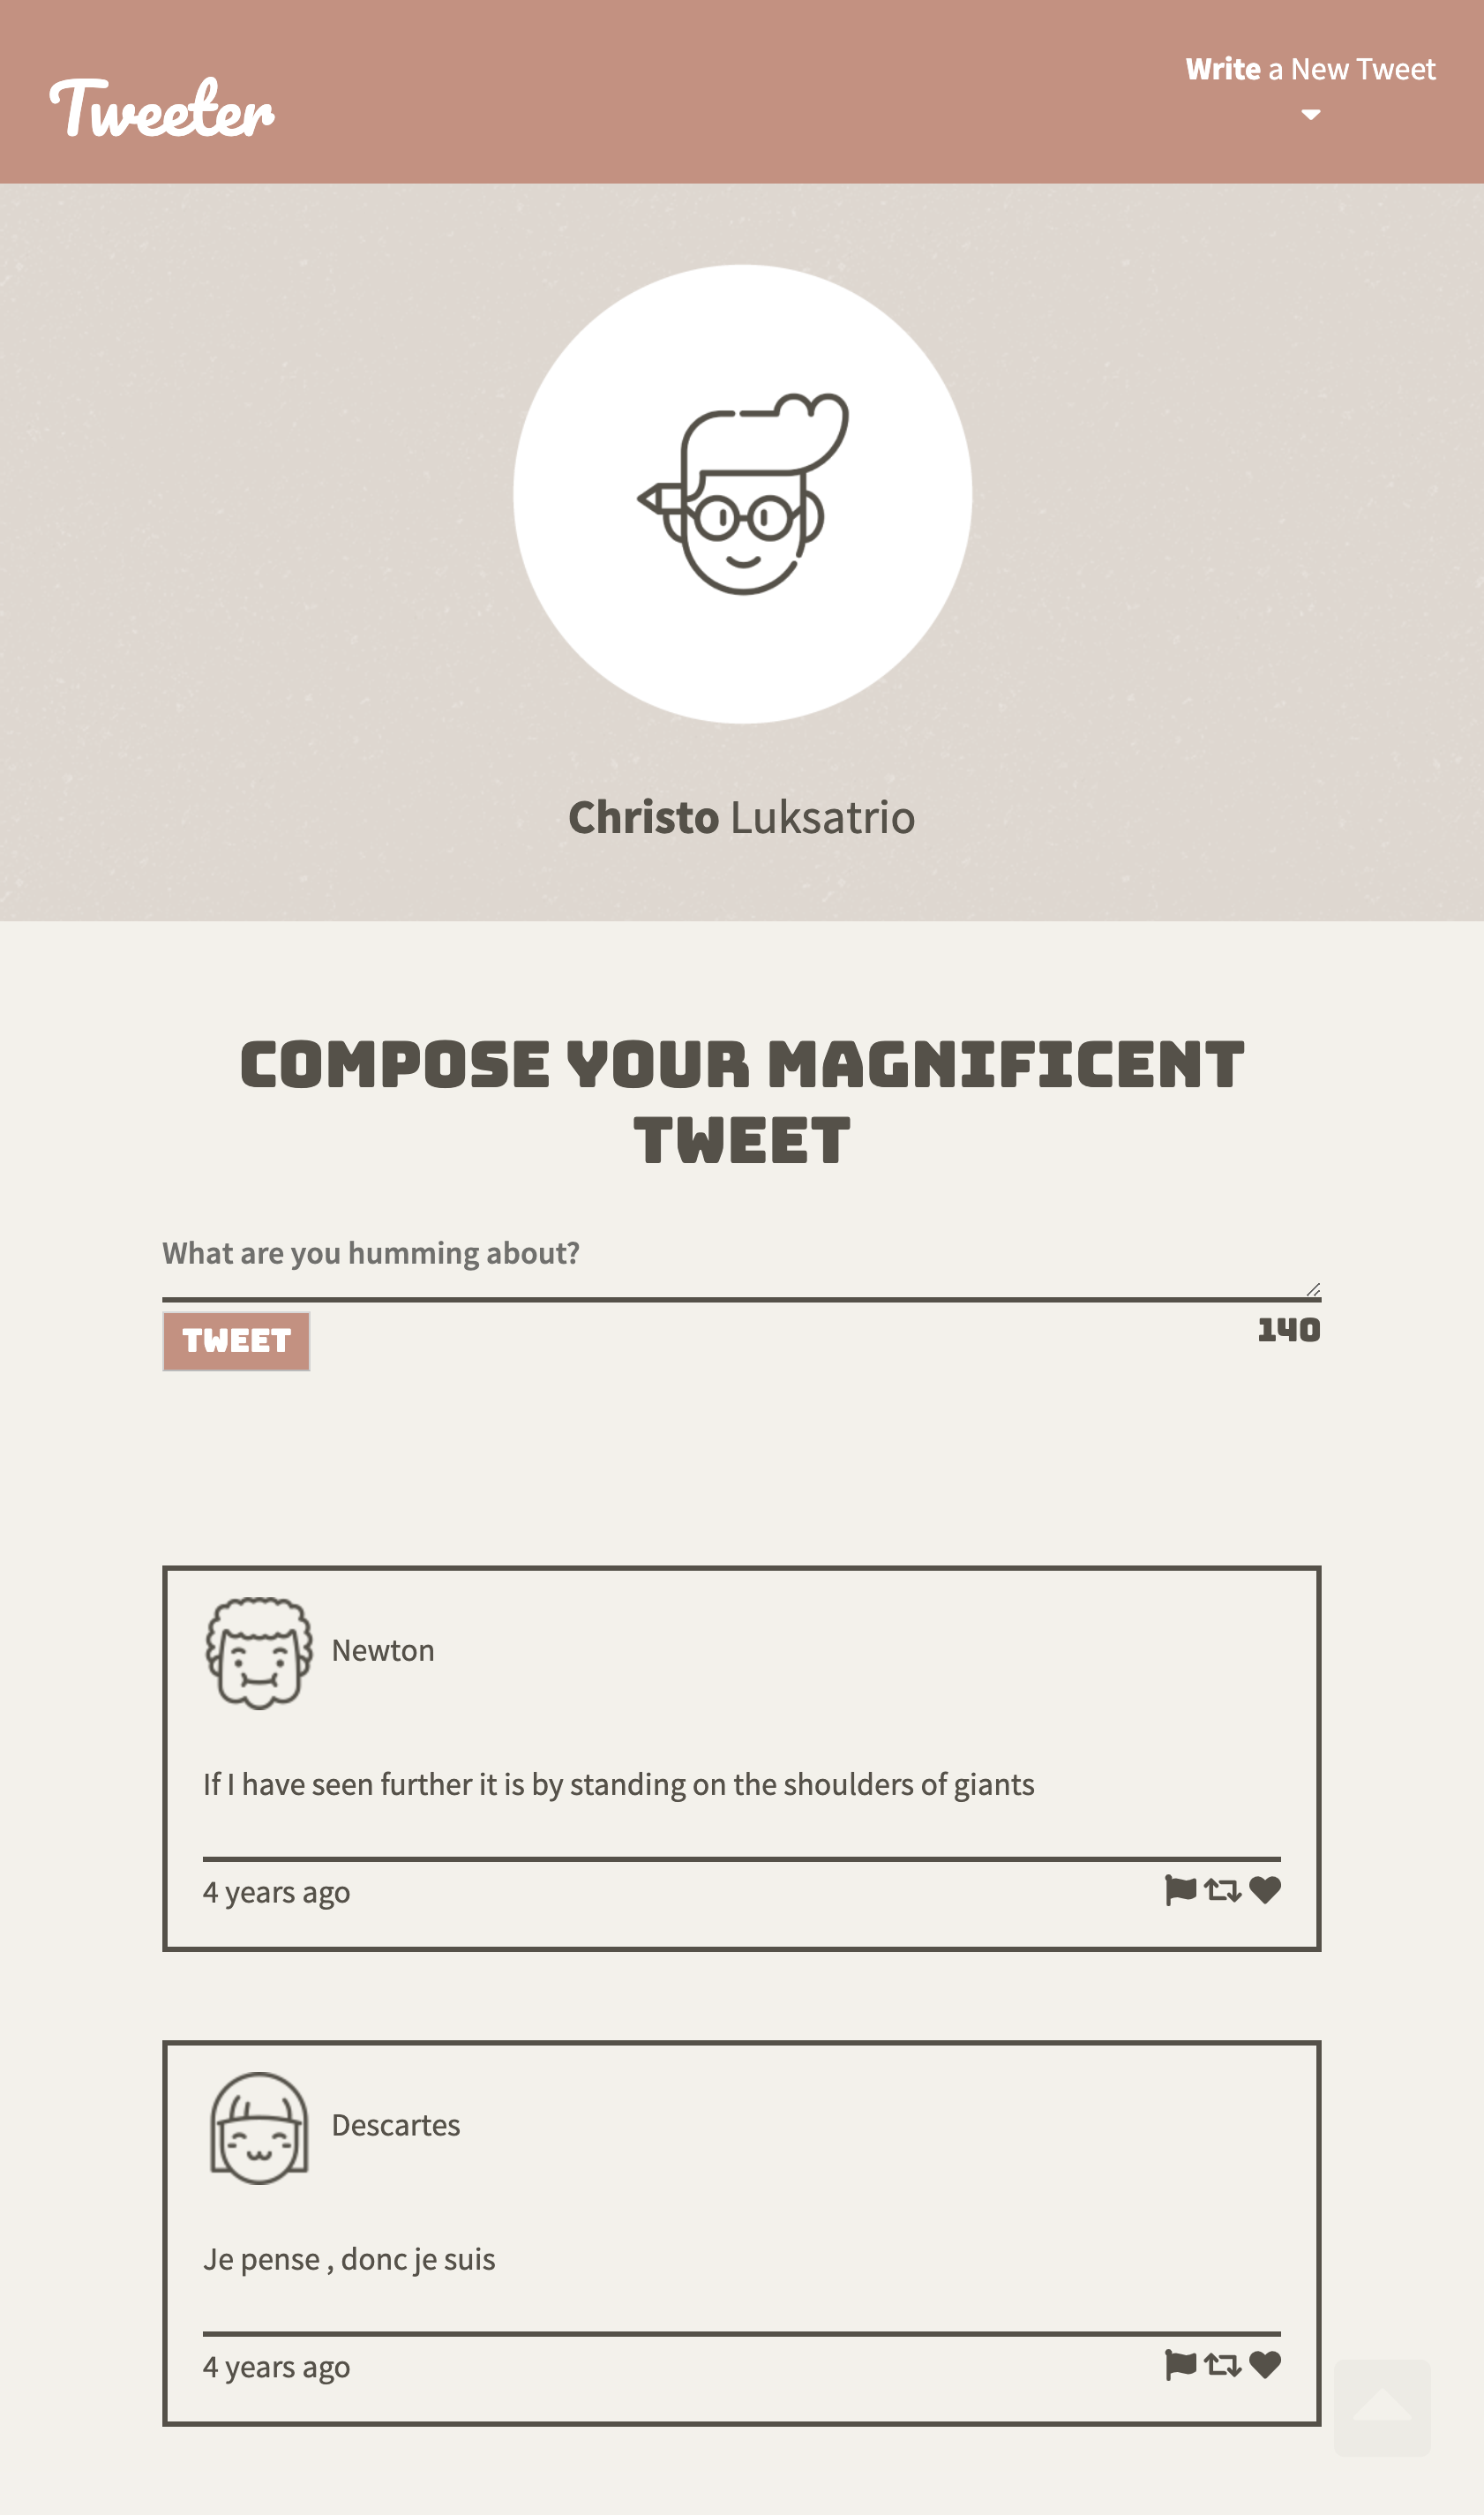 Tweeter
Write a New Tweet
Christo Luksatrio
COMPOSE YOUR MAGNIFICENT
TWEET
What are you humming about?
TWEET
140
Newton
If I have seen further it is by standing on the shoulders of giants
4 years ago
Descartes
Je pense , donc je suis
4 years ago